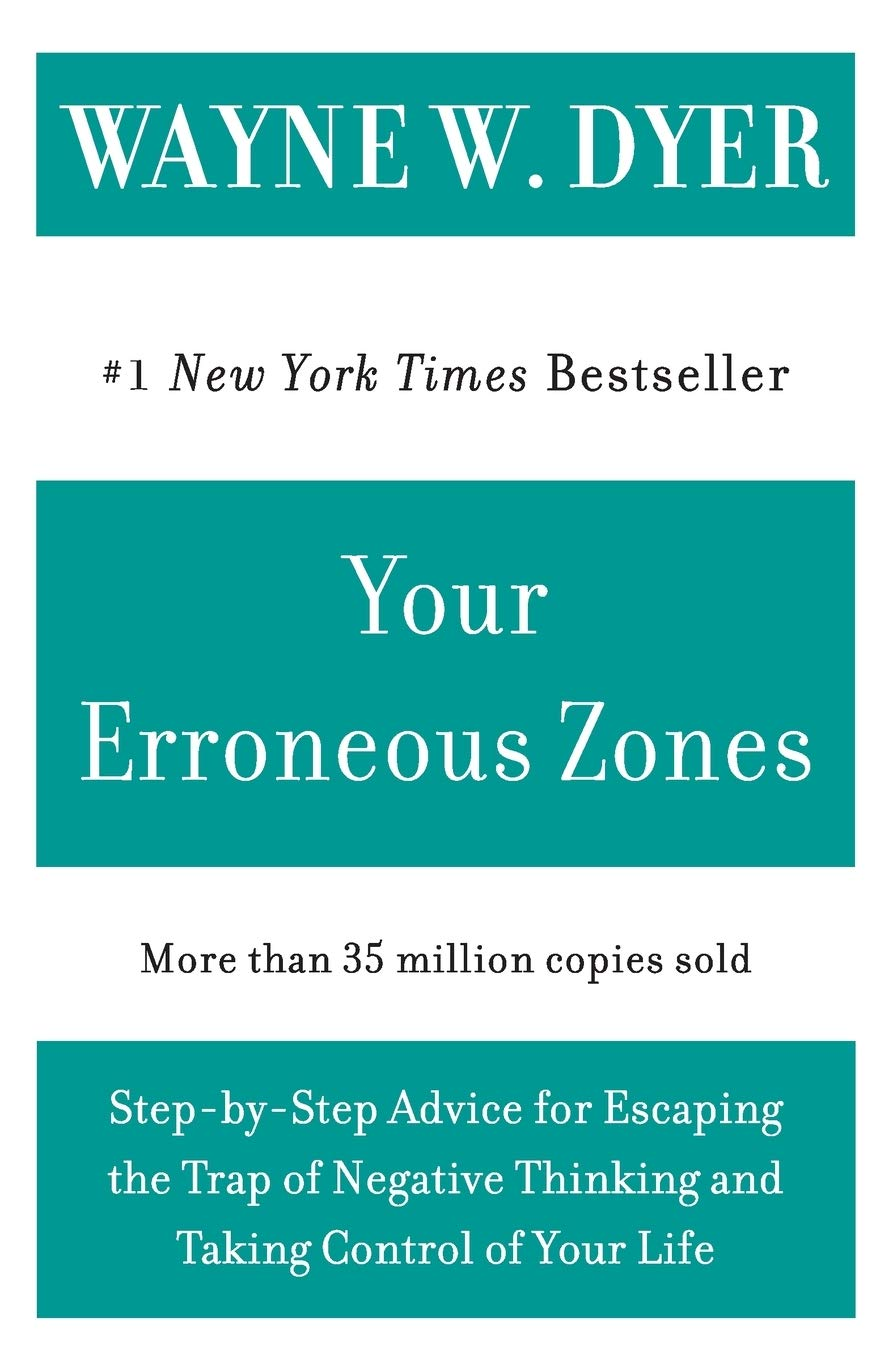 WAYNE W. DYER
#1 New York Times Bestseller
Your
Erroneous Zones
More than 35 million copies sold
Step-by-Step Advice for Escaping
the Trap of Negative Thinking and
Taking Control of Your Life